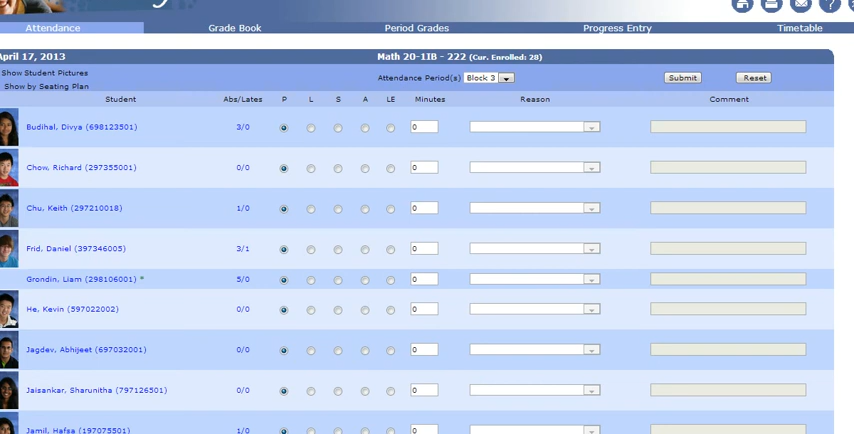 Attendance Grade Book Period Grades Progress Entry Timetable
April 17, 2013 Math 20-1IB - 222 (Cur. Enrolled: 28)
Show Student Pictures Attendance Period(s) Block 3 Submit Reset
Show by Seating Plan
Student Abs/Lates P L S A LE Minutes Reason Comment
Budihal, Divya (698123501) 3/0 0
Chow, Richard (297355001) 0/0 0
Chu, Keith (297210018) 1/0 0
Frid, Daniel (397346005) 3/1 0
Grondin, Liam (298106001) * 5/0 0
He, Kevin (597022002) 0/0 0
Jagdev, Abhijeet (697032001) 0/0 0
Jaisankar, Sharunitha (797126501) 0/0 0
Jamil, Hafsa (197075501) 1/0 0